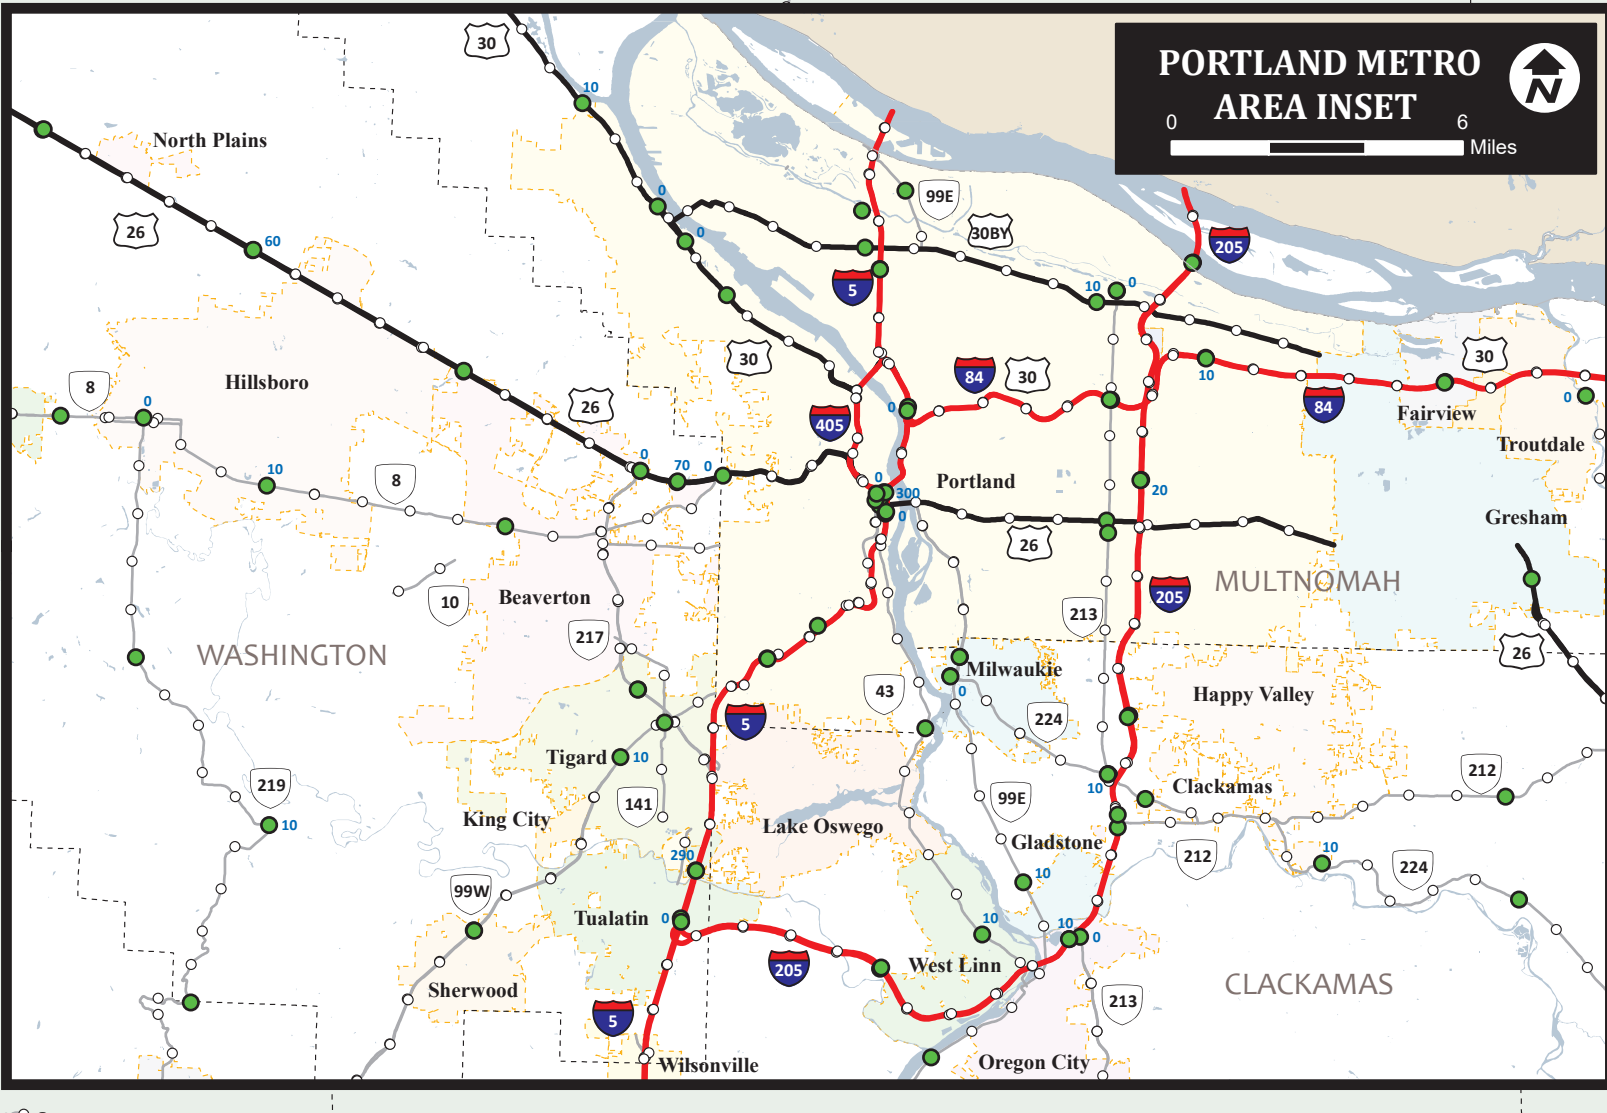 PORTLAND METRO
AREA INSET
0 6
Miles
N
30
10
North Plains
26
60
0
0
99E
30BY
205
5
10
0
30
84
30
10
30
84
Fairview
0
Troutdale
8
0
Hillsboro
26
405
0
10
8
0
70
0
0
300
0
Portland
26
20
Gresham
MULTNOMAH
10
Beaverton
217
WASHINGTON
213
205
26
Milwaukie
0
43
224
Happy Valley
5
Tigard
10
141
219
10
King City
Lake Oswego
99E
10
Clackamas
212
Gladstone
212
10
224
290
99W
Tualatin
0
10
10
10
0
West Linn
205
Sherwood
5
213
CLACKAMAS
Wilsonville
Oregon City